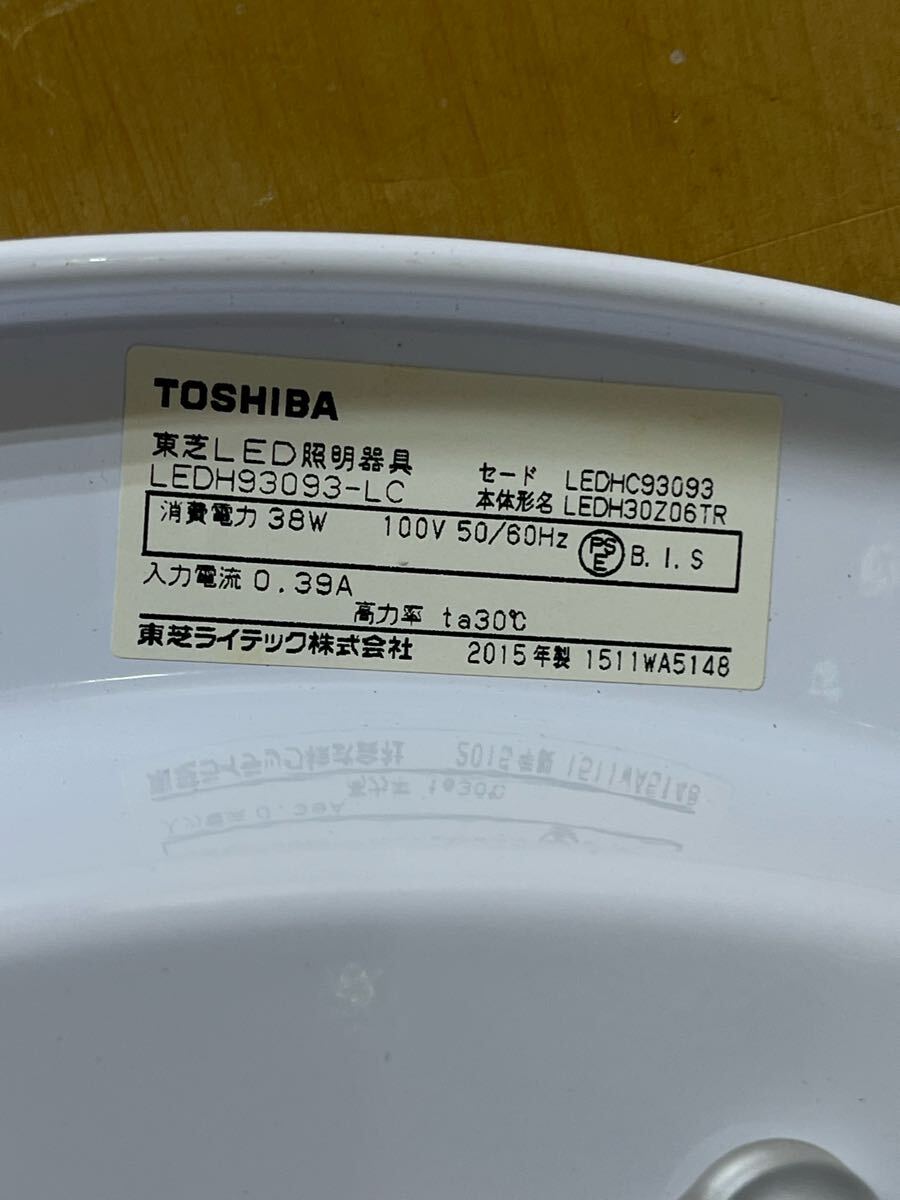 TOSHIBA
東芝LED照明器具
LEDH93093-LC
セード LEDHC93093
本体形名 LEDH30Z06TR
消費電力 38W 100V 50/60Hz PSE B.I.S
入力電流 0.39A
高力率 ta30℃
東芝ライテック株式会社 2015年製 1511WA5148